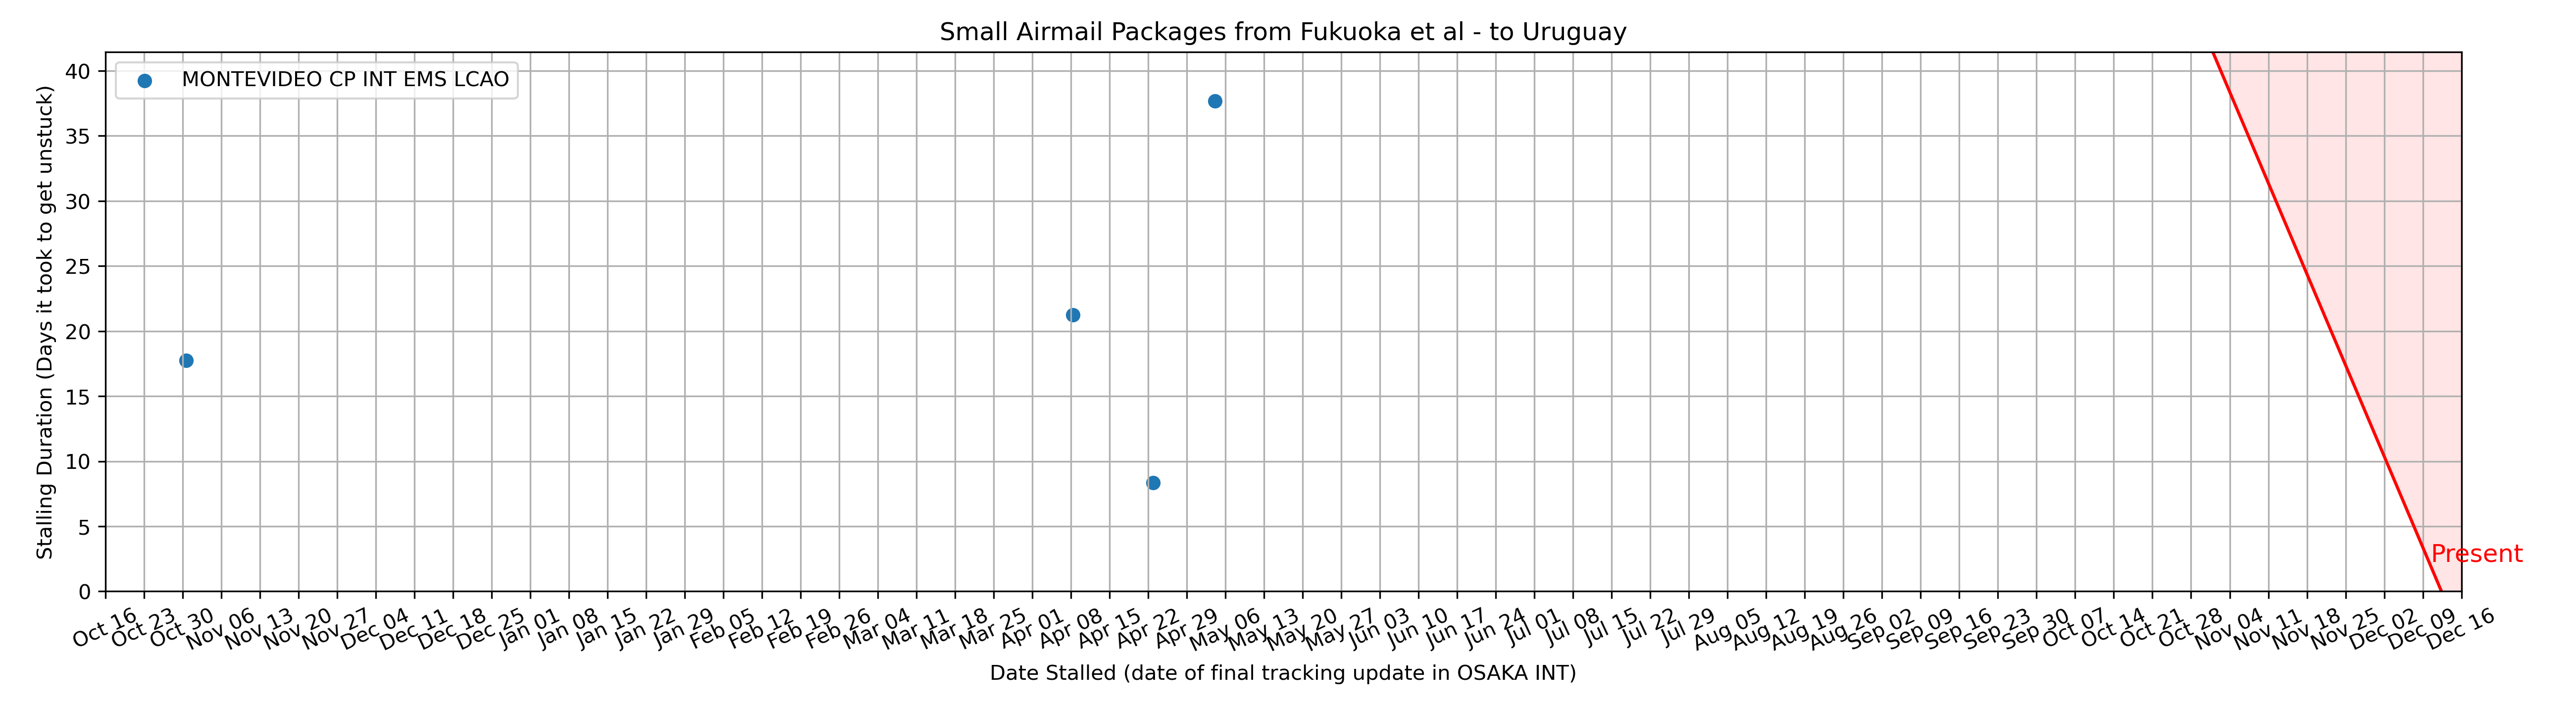 Small Airmail Packages from Fukuoka et al - to Uruguay
MONTEVIDEO CP INT EMS LCAO
Stalling Duration (Days it took to get unstuck)
40
35
30
25
20
15
10
5
0
Present
Oct 16
Oct 23
Oct 30
Nov 06
Nov 13
Nov 20
Nov 27
Dec 04
Dec 11
Dec 18
Dec 25
Jan 01
Jan 08
Jan 15
Jan 22
Jan 29
Feb 05
Feb 12
Feb 19
Feb 26
Mar 04
Mar 11
Mar 18
Mar 25
Apr 01
Apr 08
Apr 15
Apr 22
Apr 29
May 06
May 13
May 20
May 27
Jun 03
Jun 10
Jun 17
Jun 24
Jul 01
Jul 08
Jul 15
Jul 22
Jul 29
Aug 05
Aug 12
Aug 19
Aug 26
Sep 02
Sep 09
Sep 16
Sep 23
Sep 30
Oct 07
Oct 14
Oct 21
Oct 28
Nov 04
Nov 11
Nov 18
Nov 25
Dec 02
Dec 09
Dec 16
Date Stalled (date of final tracking update in OSAKA INT)